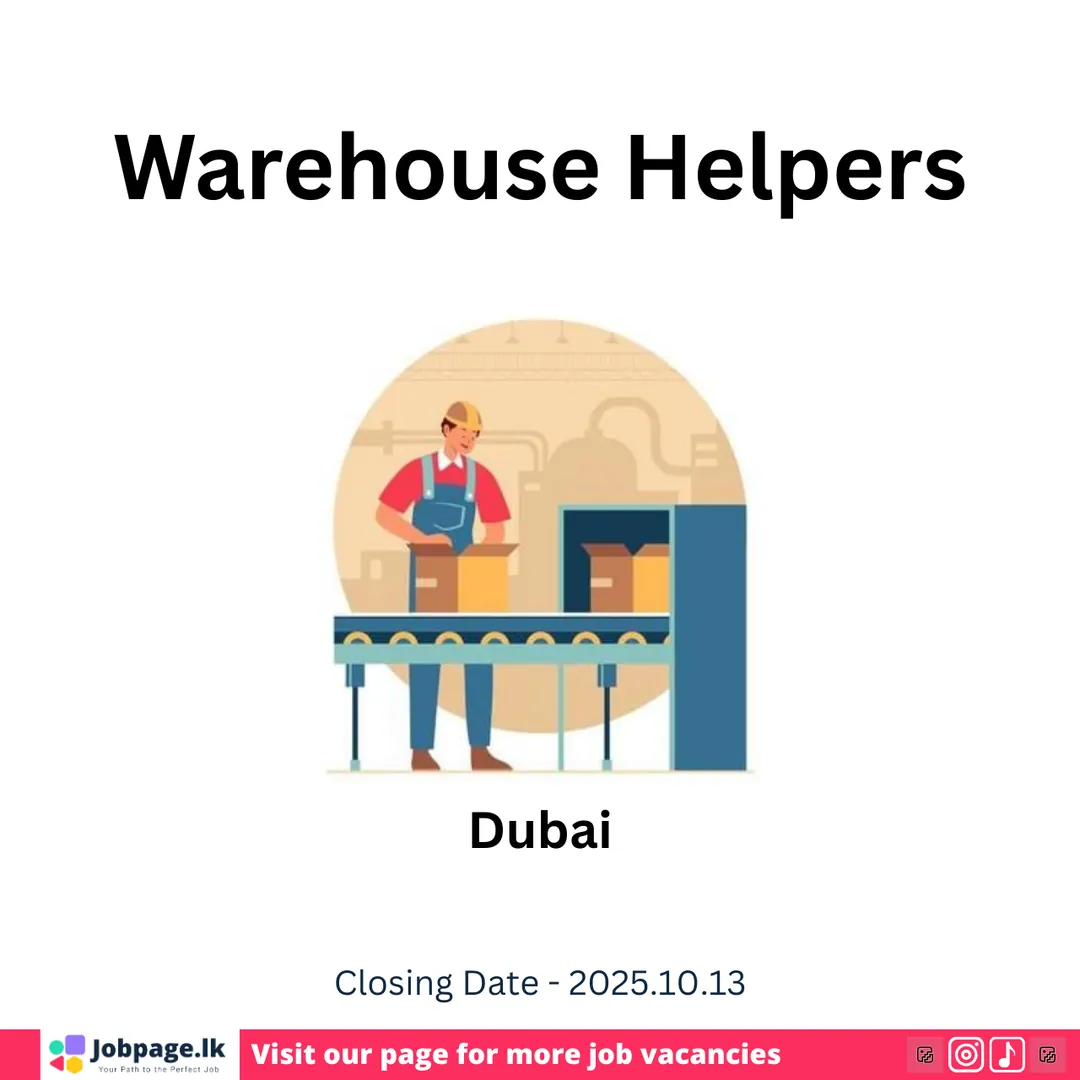 Warehouse Helpers
Dubai
Closing Date - 2025.10.13
Jobpage.lk
Your Path to the Perfect Job
Visit our page for more job vacancies